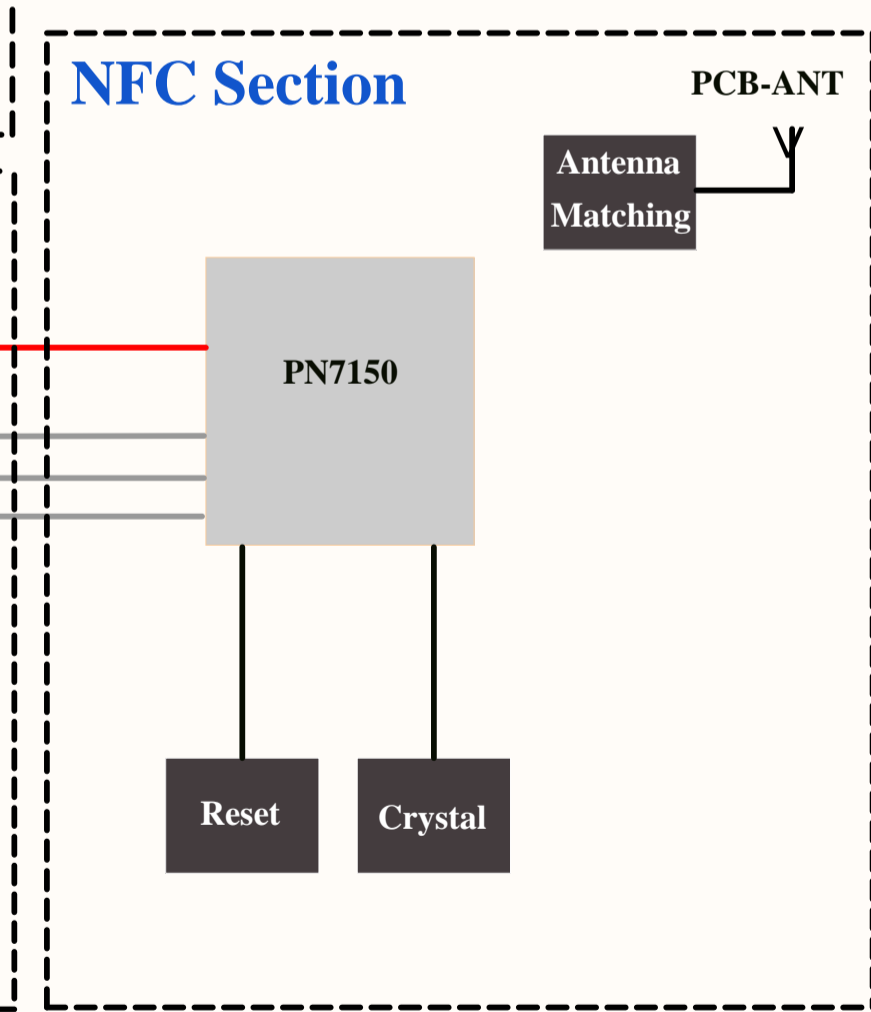 NFC Section
PCB-ANT
Antenna
Matching
PN7150
Reset
Crystal